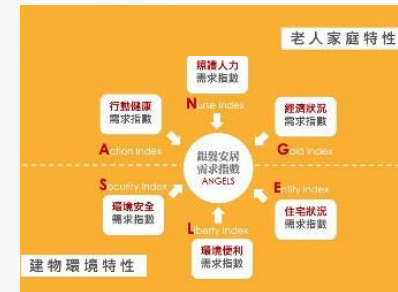 老人家庭特性
照護人力
需求指數
Nurse Index
行動健康
需求指數
Action Index
經濟狀況
需求指數
Gold Index
銀髮安居
需求指數
ANGELS
Security Index
環境安全
需求指數
Entity Index
住宅狀況
需求指數
Liberty Index
環境便利
需求指數
建物環境特性